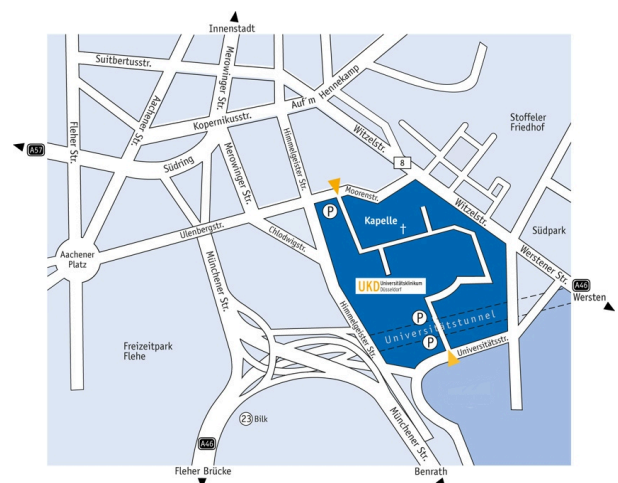 Innenstadt
Suitbertusstr.
Merowinger Str.
Auf'm Hennekamp
Aachener Str.
Kopernikusstr.
Fleher Str.
Stoffeler
Friedhof
Witzelstr.
A57
Südring
Merowinger Str.
Himmelgeister Str.
8
Moorenstr.
P
Kapelle
Witzelstr.
Südpark
Ulenbergstr.
Chlodwigstr.
Aachener
Platz
Münchener Str.
Werstener Str.
UKD Universitätsklinikum
Düsseldorf
A46
Wersten
Himmelgeister Str.
P
Universitätstunnel
P
Universitätsstr.
Freizeitpark
Flehe
23 Bilk
Münchener Str.
A46
Fleher Brücke
Benrath